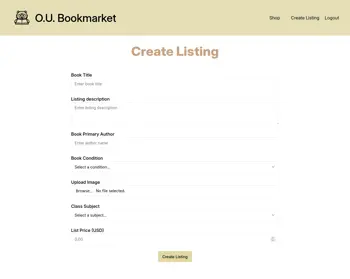 O.U. Bookmarket
Shop Create Listing Logout
Create Listing
Book Title
Enter book title
Listing description
Enter listing description
Book Primary Author
Enter author name
Book Condition
Select a condition...
Upload Image
Browse... No file selected.
Class Subject
Select a subject...
List Price (USD)
0.00
Create Listing